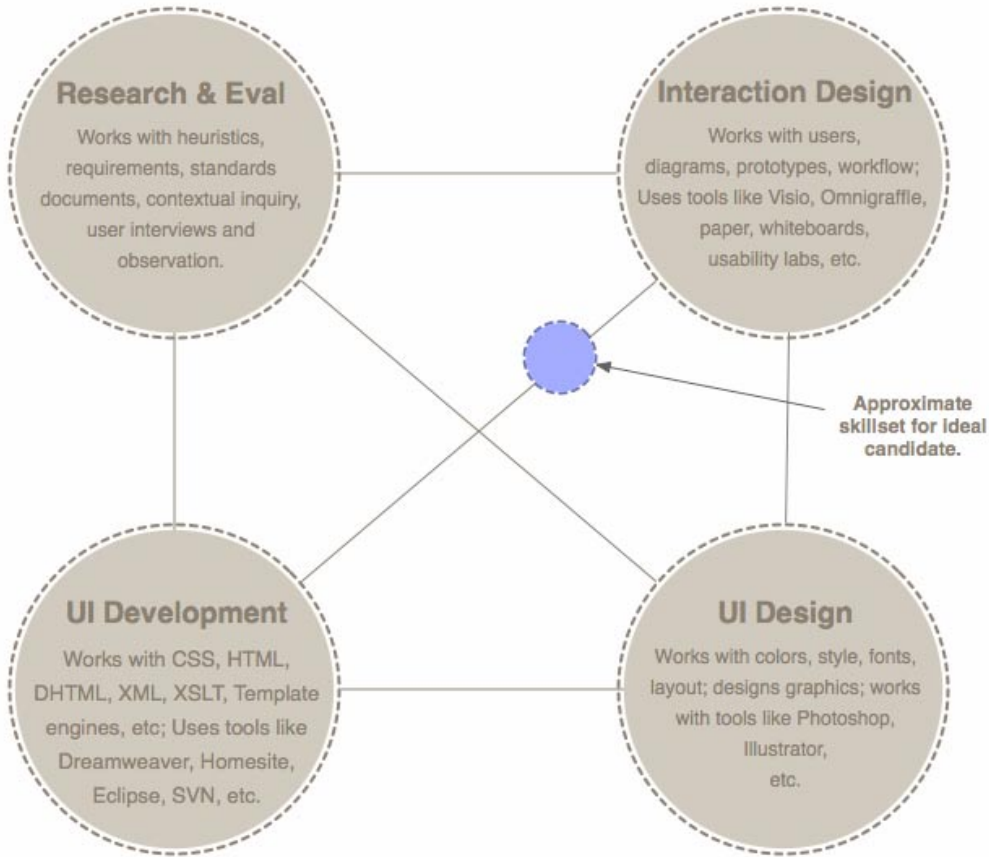 Research & Eval
Works with heuristics,
requirements, standards
documents, contextual inquiry,
user interviews and
observation.
Interaction Design
Works with users,
diagrams, prototypes, workflow;
Uses tools like Visio, Omnigraffle,
paper, whiteboards,
usability labs, etc.
Approximate
skillset for ideal
candidate.
UI Development
Works with CSS, HTML,
DHTML, XML, XSLT, Template
engines, etc; Uses tools like
Dreamweaver, Homesite,
Eclipse, SVN, etc.
UI Design
Works with colors, style, fonts,
layout; designs graphics; works
with tools like Photoshop,
Illustrator,
etc.